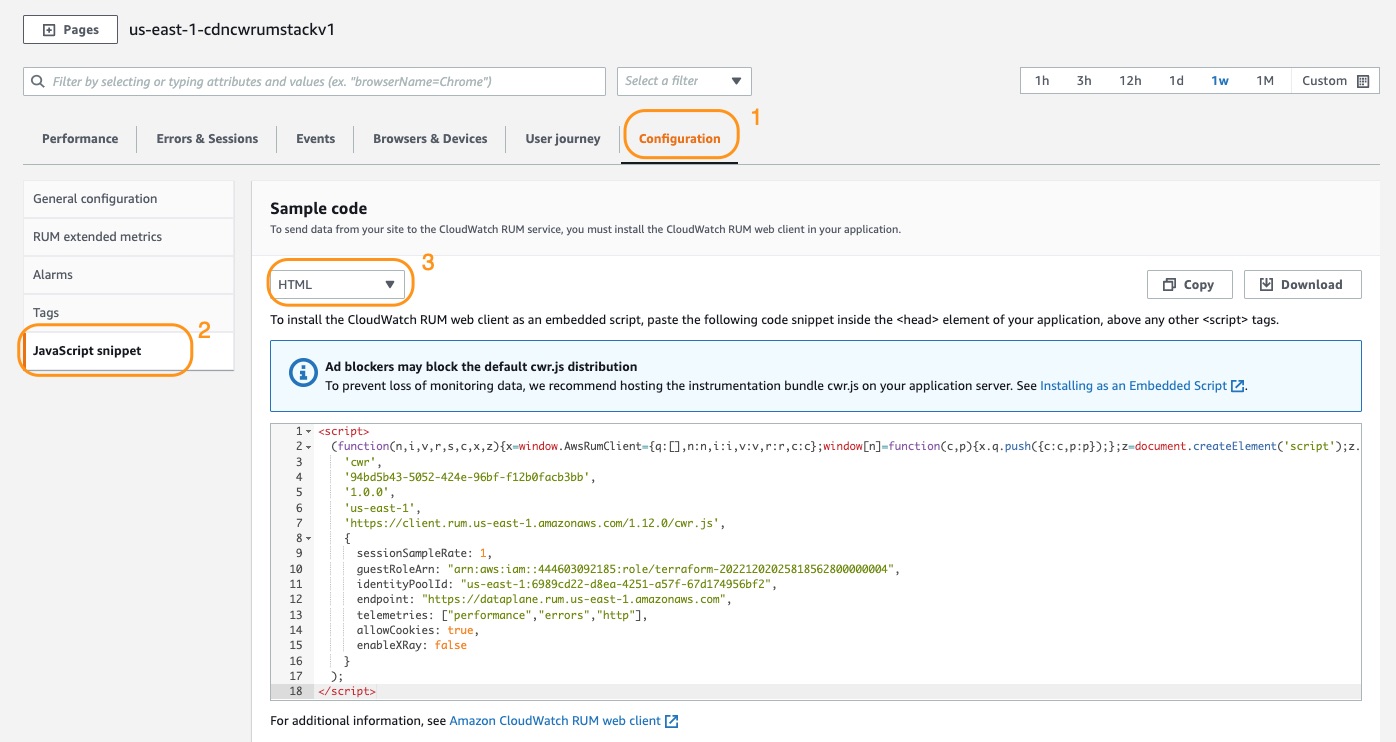 Pages us-east-1-cdncwrumstackv1
Filter by selecting or typing attributes and values (ex. "browserName=Chrome") Select a filter 1h 3h 12h 1d 1w 1M Custom
1
Performance Errors & Sessions Events Browsers & Devices User journey Configuration
General configuration
RUM extended metrics
Alarms
Tags
2
JavaScript snippet
Sample code
To send data from your site to the CloudWatch RUM service, you must install the CloudWatch RUM web client in your application.
3
HTML Copy Download
To install the CloudWatch RUM web client as an embedded script, paste the following code snippet inside the <head> element of your application, above any other <script> tags.
Ad blockers may block the default cwr.js distribution
To prevent loss of monitoring data, we recommend hosting the instrumentation bundle cwr.js on your application server. See Installing as an Embedded Script.
1 <script>
2 (function(n,i,v,r,s,c,x,z){x=window.AwsRumClient={q:[],n:n,i:i,v:v,r:r,c:c};window[n]=function(c,p){x.q.push({c:c,p:p});};z=document.createElement('script');z.
3 'cwr',
4 '94bd5b43-5052-424e-96bf-f12b0facb3bb',
5 '1.0.0',
6 'us-east-1',
7 'https://client.rum.us-east-1.amazonaws.com/1.12.0/cwr.js',
8 {
9 sessionSampleRate: 1,
10 guestRoleArn: "arn:aws:iam::444603092185:role/terraform-20221202025818562800000004",
11 identityPoolId: "us-east-1:6989cd22-d8ea-4251-a57f-67d174956bf2",
12 endpoint: "https://dataplane.rum.us-east-1.amazonaws.com",
13 telemetries: ["performance","errors","http"],
14 allowCookies: true,
15 enableXRay: false
16 }
17 );
18 </script>
For additional information, see Amazon CloudWatch RUM web client